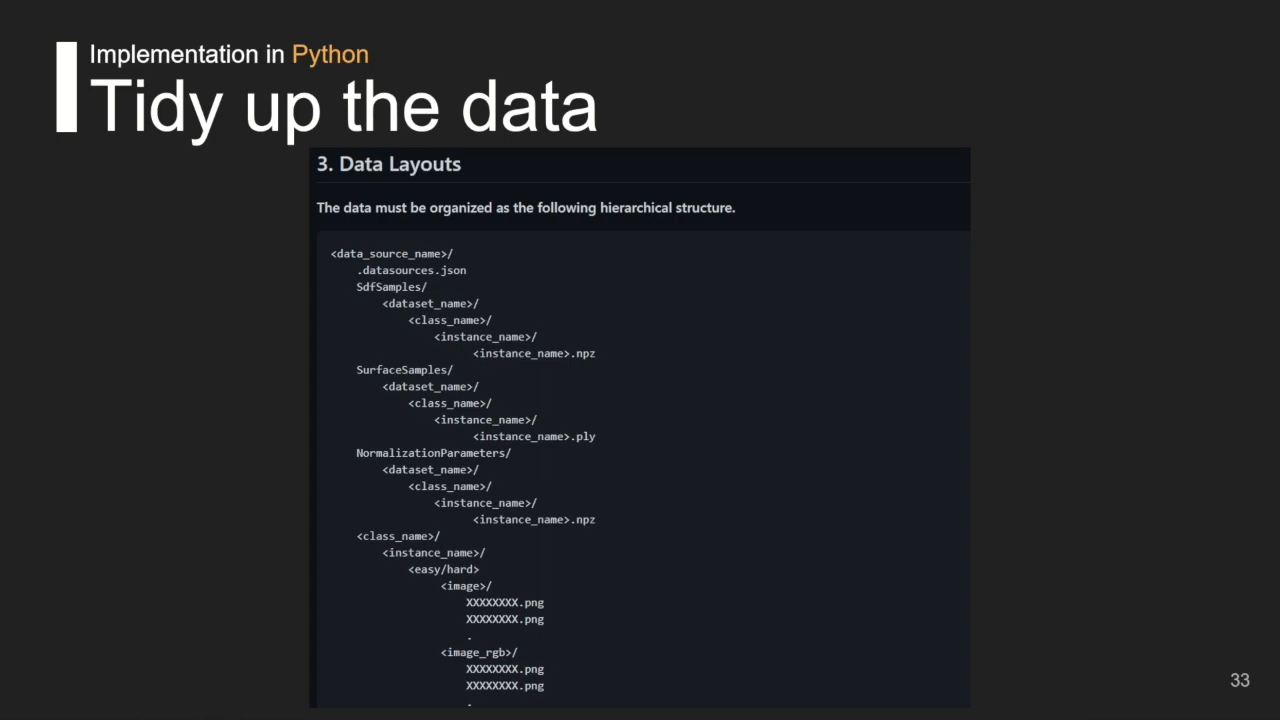 Implementation in Python
Tidy up the data
3. Data Layouts
The data must be organized as the following hierarchical structure.
<data_source_name>/
.datasources.json
SdfSamples/
<dataset_name>/
<class_name>/
<instance_name>/
<instance_name>.npz
SurfaceSamples/
<dataset_name>/
<class_name>/
<instance_name>/
<instance_name>.ply
NormalizationParameters/
<dataset_name>/
<class_name>/
<instance_name>/
<instance_name>.npz
<class_name>/
<instance_name>/
<easy/hard>
<image>/
XXXXXXXX.png
XXXXXXXX.png
.
<image_rgb>/
XXXXXXXX.png
XXXXXXXX.png
.
33